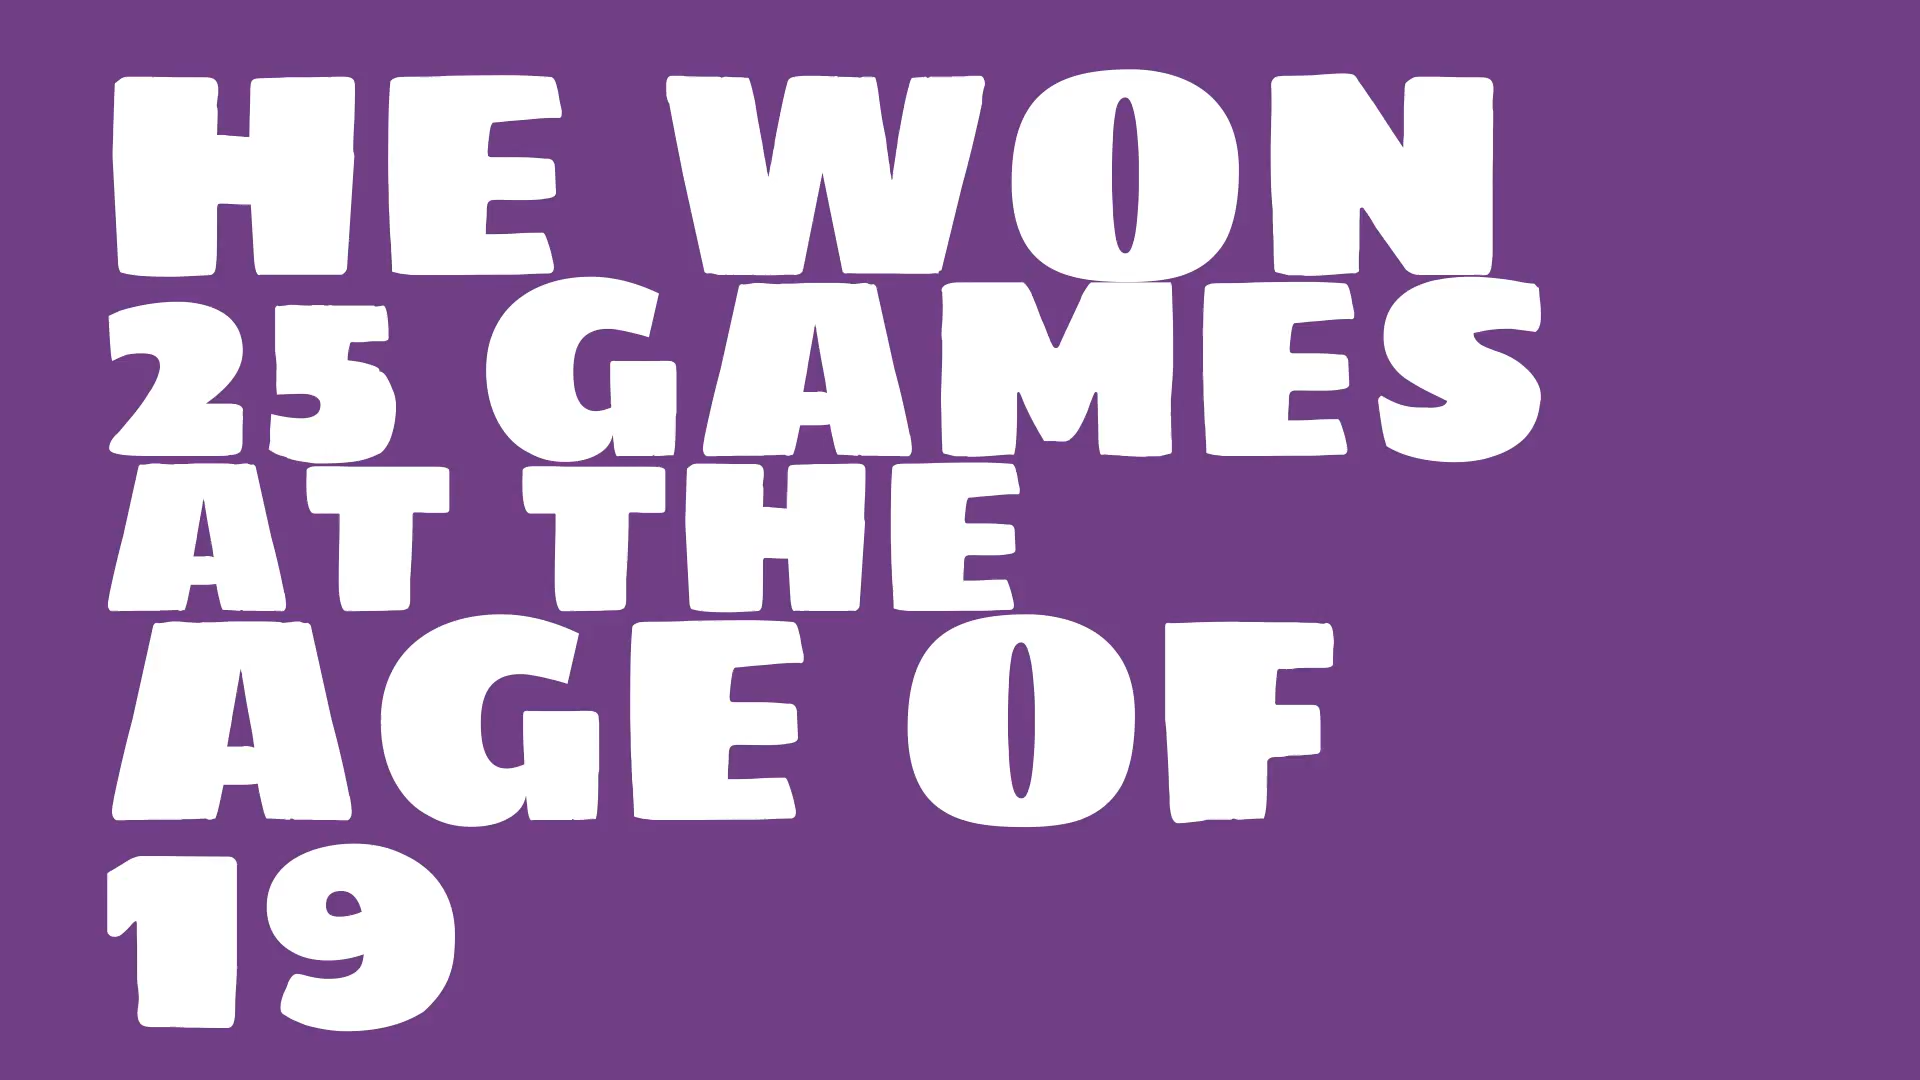 HE WON
25 GAMES
AT THE
AGE OF
19